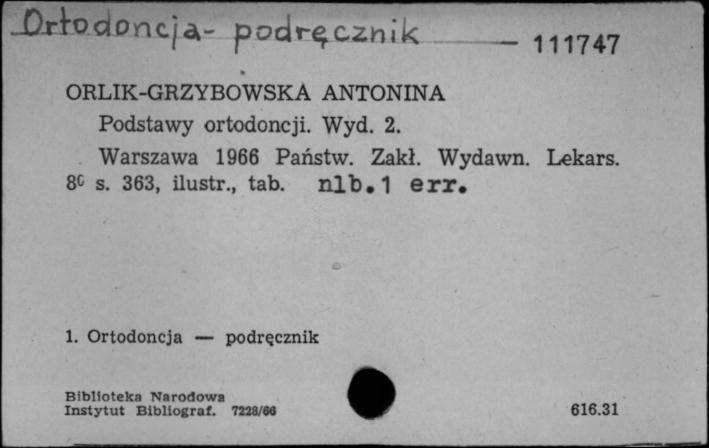 Ortodoncja - podręcznik
111747
ORLIK-GRZYBOWSKA ANTONINA
Podstawy ortodoncji. Wyd. 2.
Warszawa 1966 Państw. Zakł. Wydawn. Lekars.
8° s. 363, ilustr., tab. nlb.1 err.
1. Ortodoncja — podręcznik
Biblioteka Narodowa
Instytut Bibliograf. 7228/66
616.31